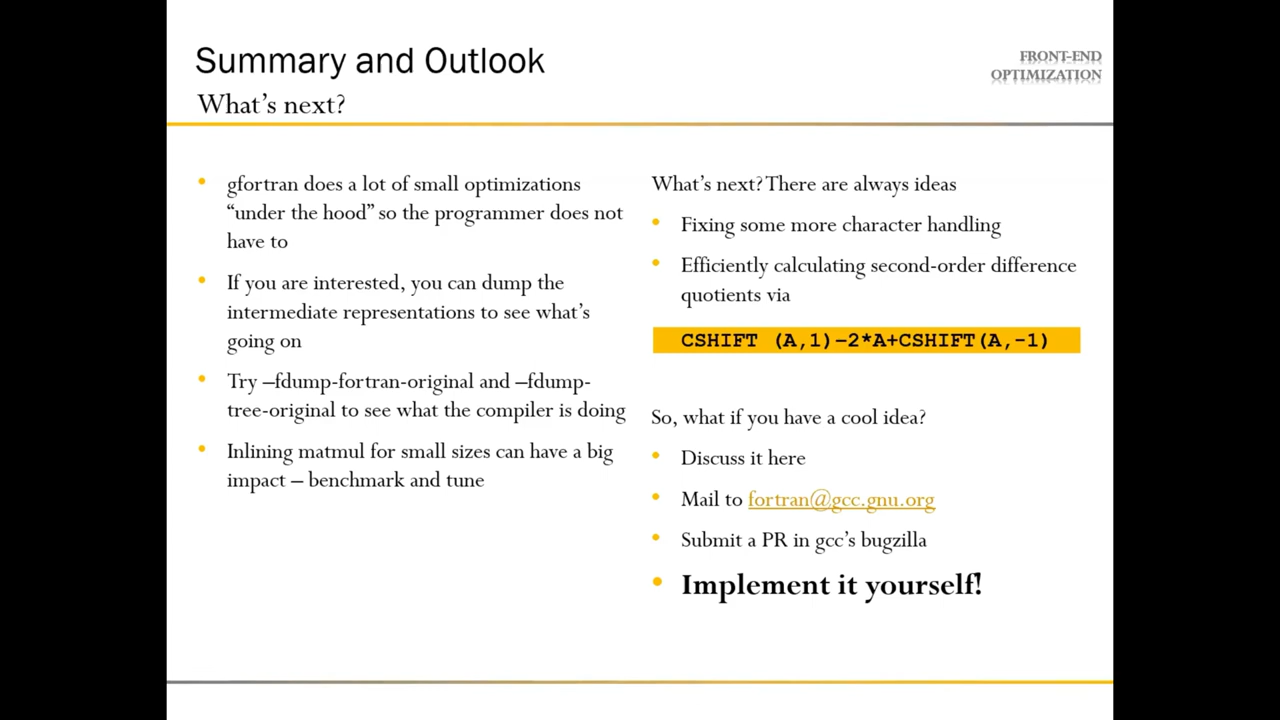 Summary and Outlook
What's next?
FRONT-END
OPTIMIZATION
• gfortran does a lot of small optimizations
“under the hood” so the programmer does not
have to
• If you are interested, you can dump the
intermediate representations to see what's
going on
• Try –fdump-fortran-original and –fdump-
tree-original to see what the compiler is doing
• Inlining matmul for small sizes can have a big
impact – benchmark and tune
What's next? There are always ideas
• Fixing some more character handling
• Efficiently calculating second-order difference
quotients via
CSHIFT (A,1)–2*A+CSHIFT(A,-1)
So, what if you have a cool idea?
• Discuss it here
• Mail to fortran@gcc.gnu.org
• Submit a PR in gcc's bugzilla
• Implement it yourself!